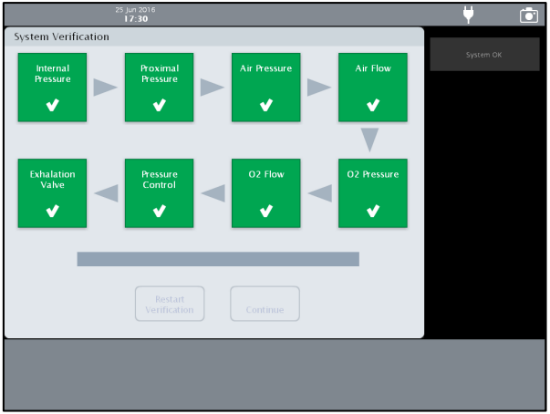 25 Jun 2016
17:30
System Verification
System OK
Internal
Pressure
Proximal
Pressure
Air Pressure
Air Flow
Exhalation
Valve
Pressure
Control
O2 Flow
O2 Pressure
Restart
Verification
Continue